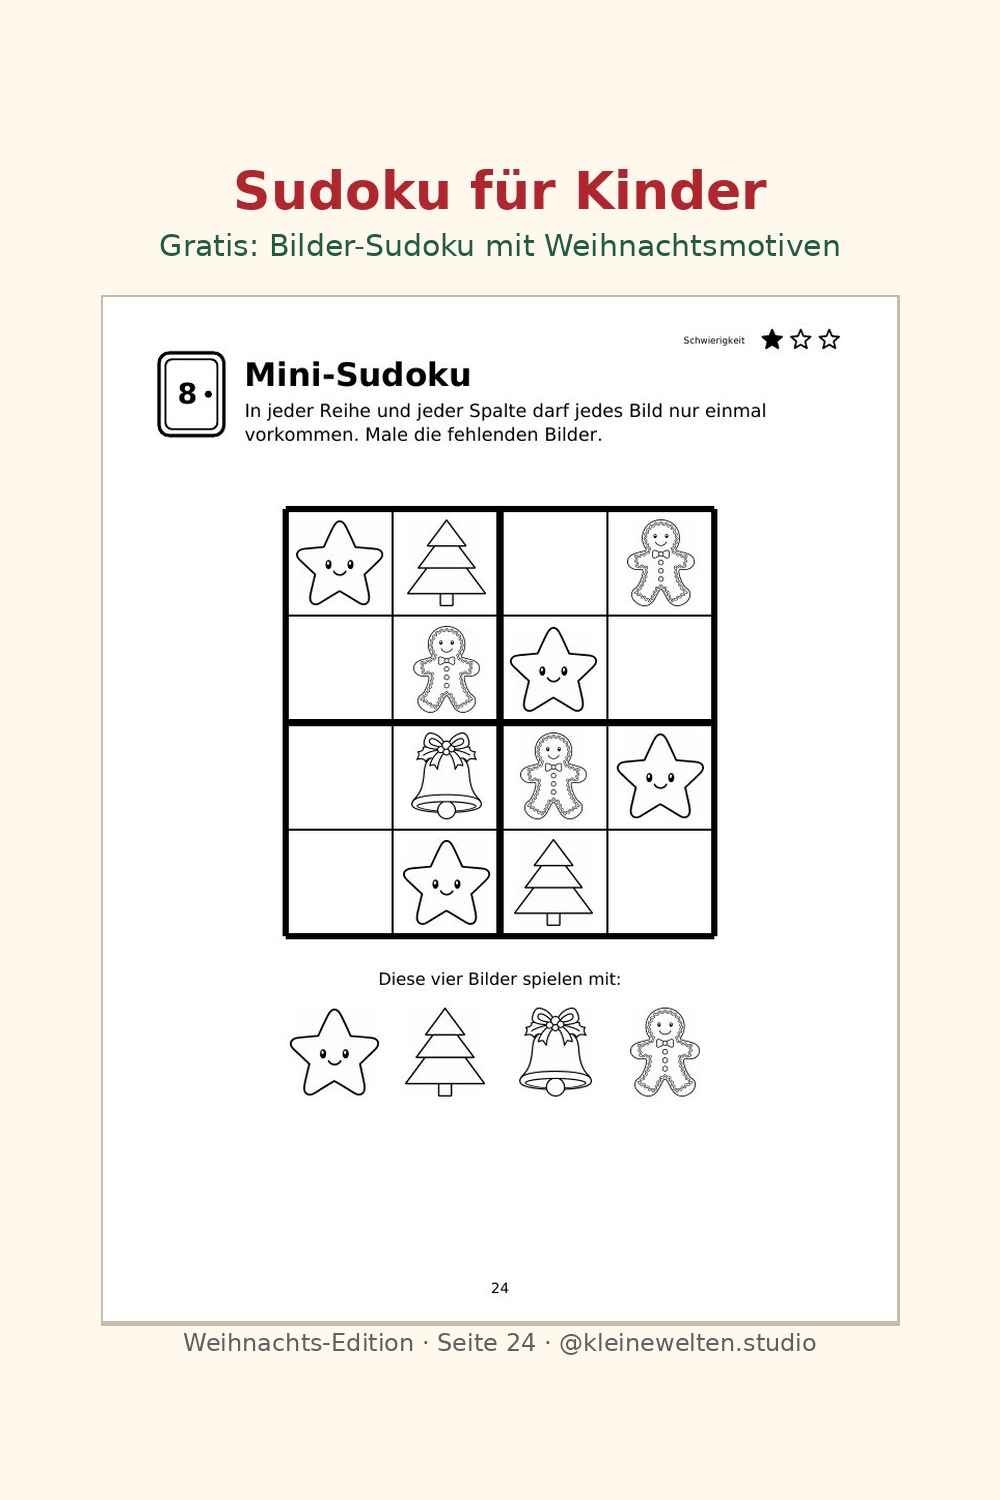 Sudoku für Kinder
Gratis: Bilder-Sudoku mit Weihnachtsmotiven
Schwierigkeit
8
Mini-Sudoku
In jeder Reihe und jeder Spalte darf jedes Bild nur einmal
vorkommen. Male die fehlenden Bilder.
Diese vier Bilder spielen mit:
24
Weihnachts-Edition · Seite 24 · @kleinewelten.studio